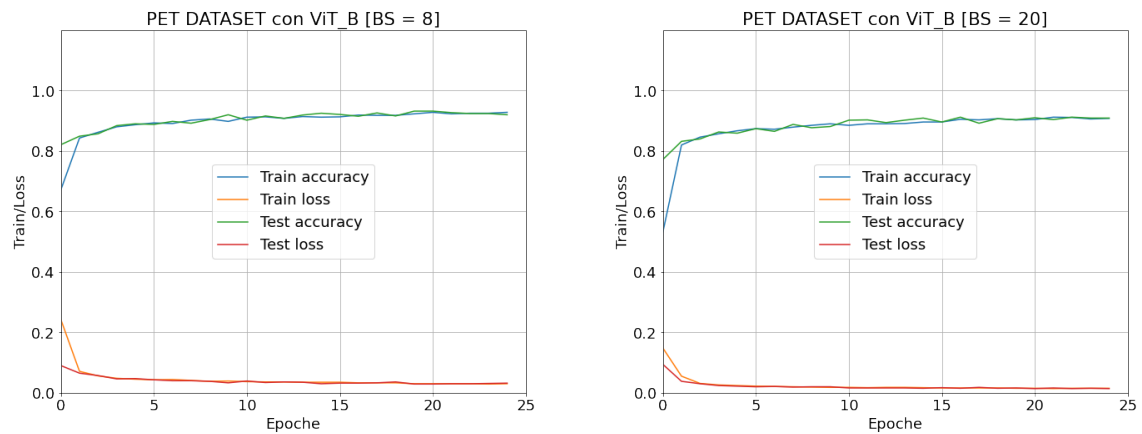 PET DATASET con ViT_B [BS = 8]
Train/Loss
1.0
0.8
0.6
0.4
0.2
0.0
Train accuracy
Train loss
Test accuracy
Test loss
0 5 10 15 20 25
Epoche
PET DATASET con ViT_B [BS = 20]
Train/Loss
1.0
0.8
0.6
0.4
0.2
0.0
Train accuracy
Train loss
Test accuracy
Test loss
0 5 10 15 20 25
Epoche